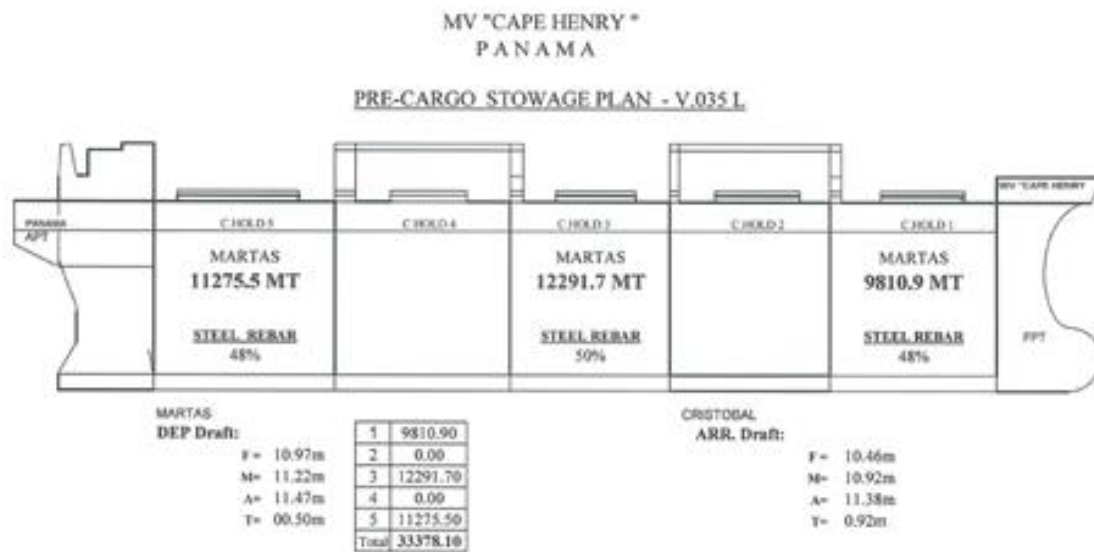 MV "CAPE HENRY "
PANAMA
PRE-CARGO STOWAGE PLAN - V.035 L
MV "CAPE HENRY
PANAMA
APT
C.HOLD 5
C.HOLD 4
C.HOLD 3
C.HOLD 2
C.HOLD 1
MARTAS
11275.5 MT
STEEL REBAR
48%
MARTAS
12291.7 MT
STEEL REBAR
50%
MARTAS
9810.9 MT
STEEL REBAR
48%
FPT
MARTAS
DEP Draft:
F= 10.97m
M= 11.22m
A= 11.47m
T= 00.50m
1 9810.90
2 0.00
3 12291.70
4 0.00
5 11275.50
Total 33378.10
CRISTOBAL
ARR. Draft:
F= 10.46m
M= 10.92m
A= 11.38m
T= 0.92m